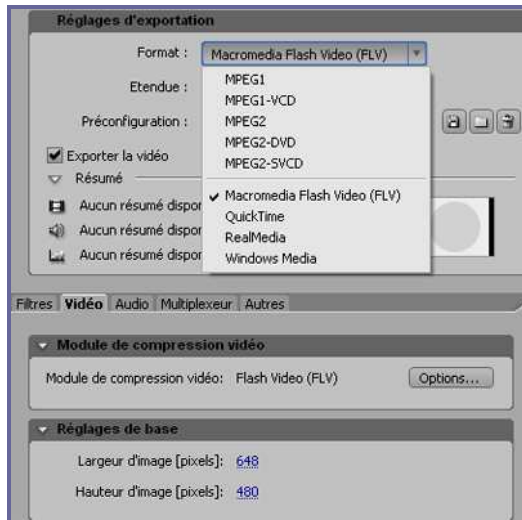 Réglages d'exportation
Format : Macromedia Flash Video (FLV)
Etendue :
Préconfiguration :
MPEG1
MPEG1-VCD
MPEG2
MPEG2-DVD
MPEG2-SVCD
Macromedia Flash Video (FLV)
QuickTime
RealMedia
Windows Media
Exporter la vidéo
Résumé
Aucun résumé dispor
Aucun résumé dispor
Aucun résumé dispor
Filtres Vidéo Audio Multiplexeur Autres
Module de compression vidéo
Module de compression vidéo: Flash Video (FLV) Options...
Réglages de base
Largeur d'image [pixels]: 648
Hauteur d'image [pixels]: 480